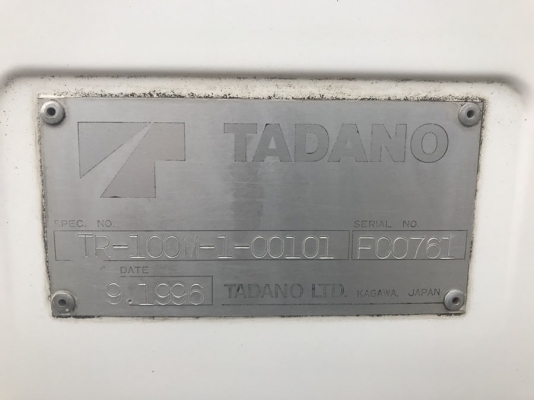 TADANO
SPEC. NO. SERIAL NO.
TR-100M-1-00101 FC0761
DATE
9.1996 TADANO LTD. KAGAWA, JAPAN